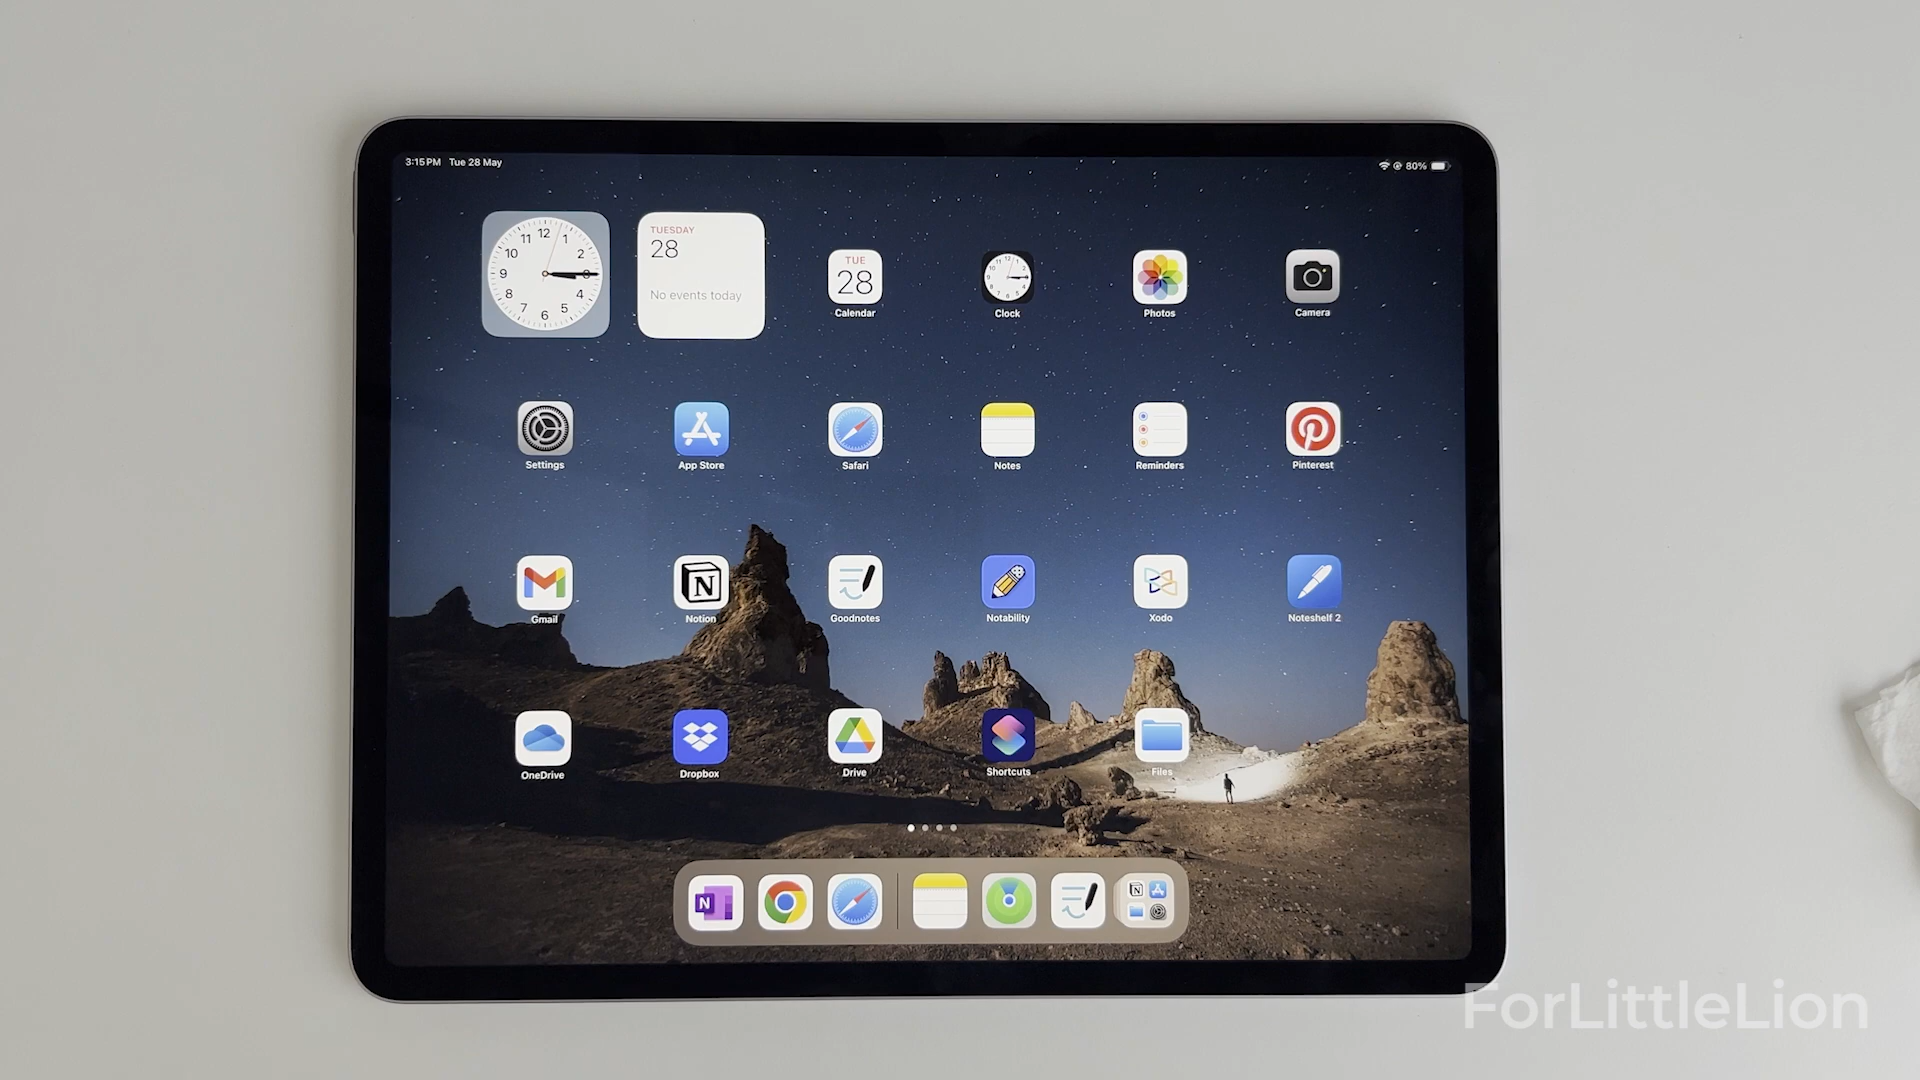 3:15 PM Tue 28 May
80%
12
11 1
10 2
9 3
8 4
7 5
6
TUESDAY
28
No events today
TUE
28
Calendar
Clock
Photos
Camera
Settings
App Store
Safari
Notes
Reminders
Pinterest
Gmail
Notion
Goodnotes
Notability
Xodo
Noteshelf 2
OneDrive
Dropbox
Drive
Shortcuts
Files
N
ForLittleLion